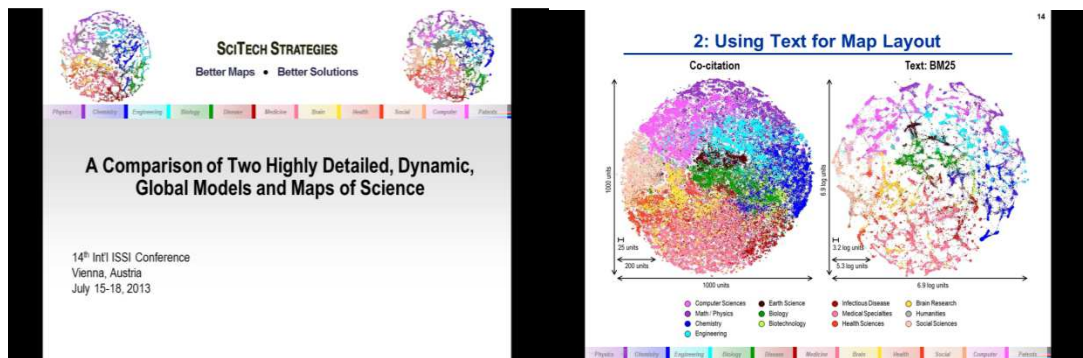 SciTech Strategies
Better Maps • Better Solutions
Physics Chemistry Engineering Biology Disease Medicine Brain Health Social Computer Patents
A Comparison of Two Highly Detailed, Dynamic,
Global Models and Maps of Science
14th Int'l ISSI Conference
Vienna, Austria
July 15-18, 2013
14
2: Using Text for Map Layout
Co-citation
Text: BM25
1000 units
6.9 log units
25 units
200 units
1000 units
3.2 log units
5.3 log units
6.9 log units
Computer Sciences
Math / Physics
Chemistry
Engineering
Earth Science
Biology
Biotechnology
Infectious Disease
Medical Specialties
Health Sciences
Brain Research
Humanities
Social Sciences
Physics Chemistry Engineering Biology Disease Medicine Brain Health Social Computer Patents